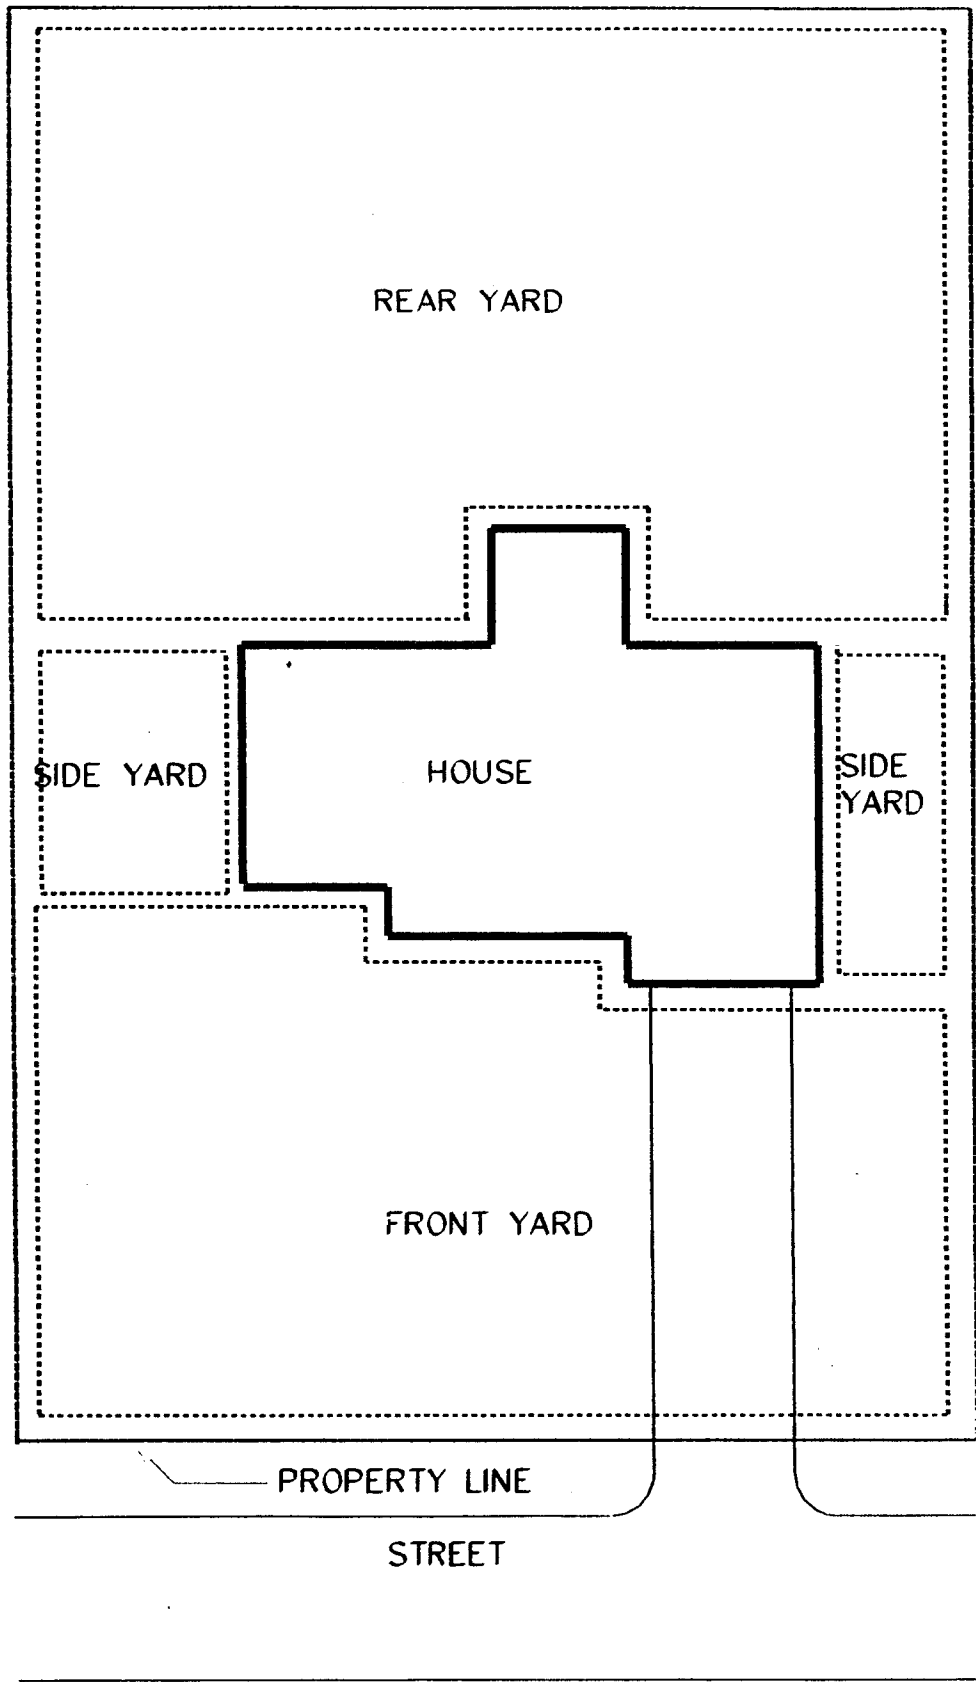 REAR YARD
SIDE YARD
HOUSE
SIDE
YARD
FRONT YARD
PROPERTY LINE
STREET